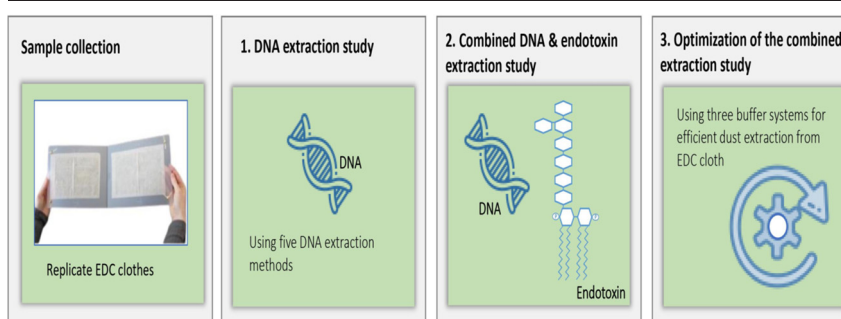 Sample collection
Replicate EDC clothes
1. DNA extraction study
DNA
Using five DNA extraction
methods
2. Combined DNA & endotoxin
extraction study
DNA
P
P
Endotoxin
3. Optimization of the combined
extraction study
Using three buffer systems for
efficient dust extraction from
EDC cloth